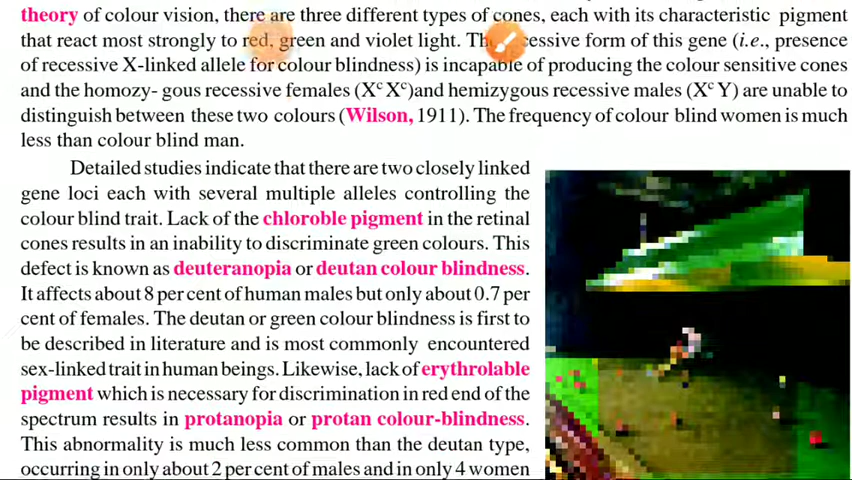 theory of colour vision, there are three different types of cones, each with its characteristic pigment
that react most strongly to red, green and violet light. The recessive form of this gene (i.e., presence
of recessive X-linked allele for colour blindness) is incapable of producing the colour sensitive cones
and the homozy- gous recessive females (Xᶜ Xᶜ)and hemizygous recessive males (Xᶜ Y) are unable to
distinguish between these two colours (Wilson, 1911). The frequency of colour blind women is much
less than colour blind man.
Detailed studies indicate that there are two closely linked
gene loci each with several multiple alleles controlling the
colour blind trait. Lack of the chloroble pigment in the retinal
cones results in an inability to discriminate green colours. This
defect is known as deuteranopia or deutan colour blindness.
It affects about 8 per cent of human males but only about 0.7 per
cent of females. The deutan or green colour blindness is first to
be described in literature and is most commonly encountered
sex-linked trait in human beings. Likewise, lack of erythrolable
pigment which is necessary for discrimination in red end of the
spectrum results in protanopia or protan colour-blindness.
This abnormality is much less common than the deutan type,
occurring in only about 2 per cent of males and in only 4 women